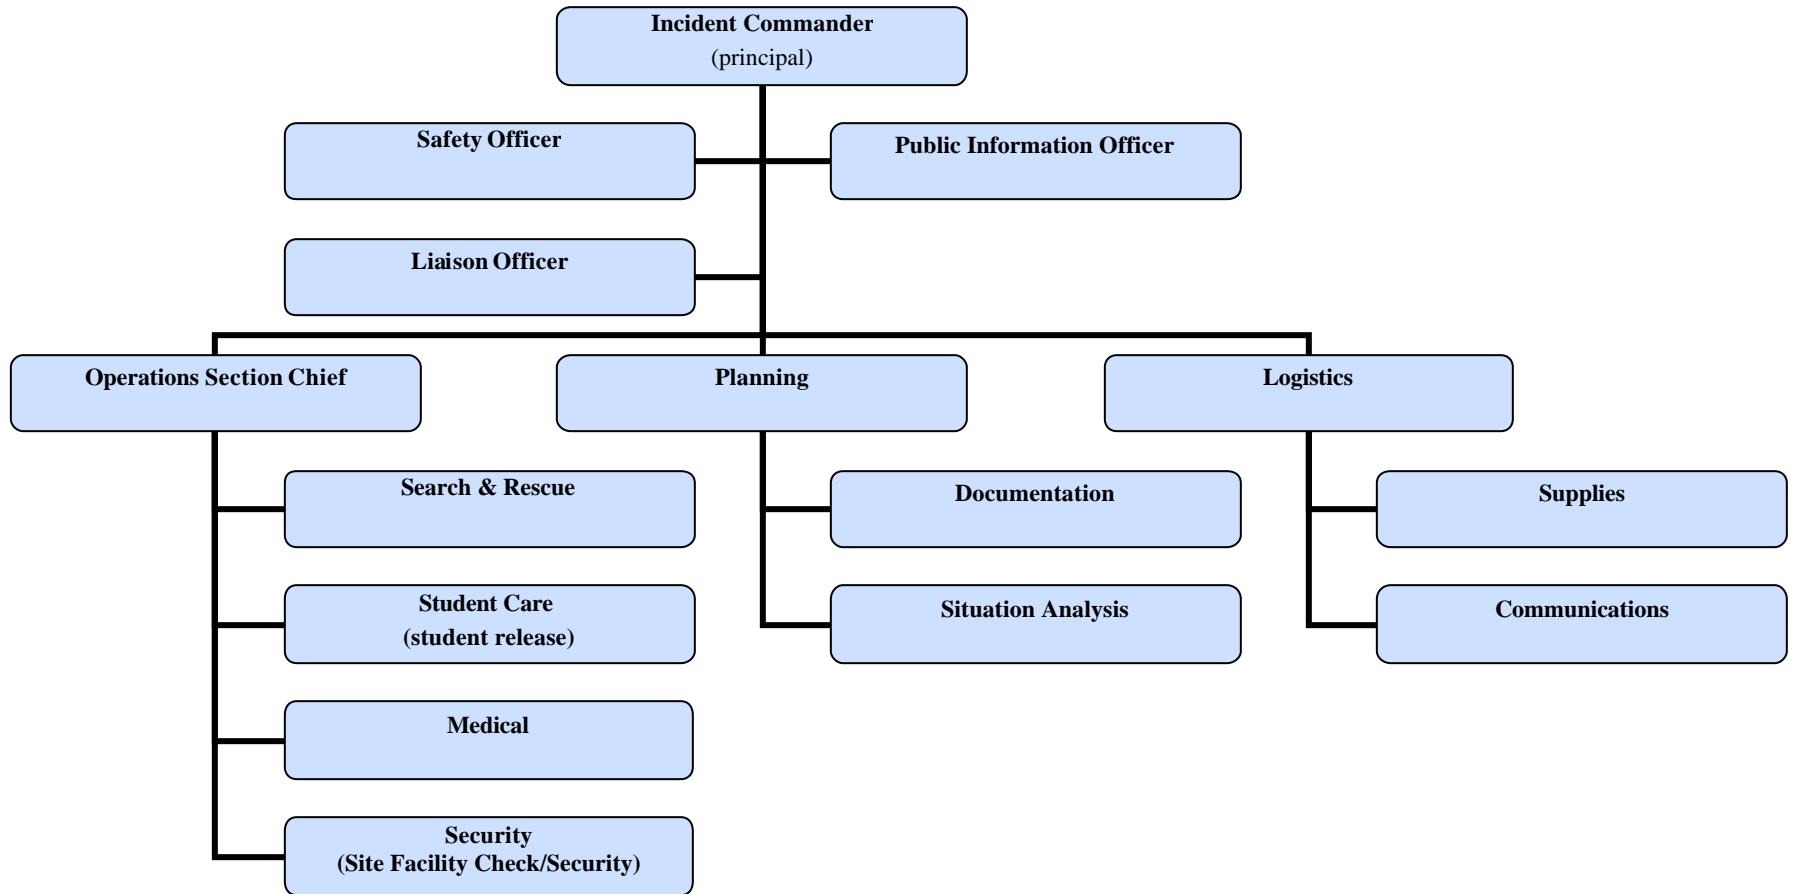 Incident Commander
(principal)
Safety Officer
Public Information Officer
Liaison Officer
Operations Section Chief
Planning
Logistics
Search & Rescue
Documentation
Supplies
Student Care
(student release)
Situation Analysis
Communications
Medical
Security
(Site Facility Check/Security)